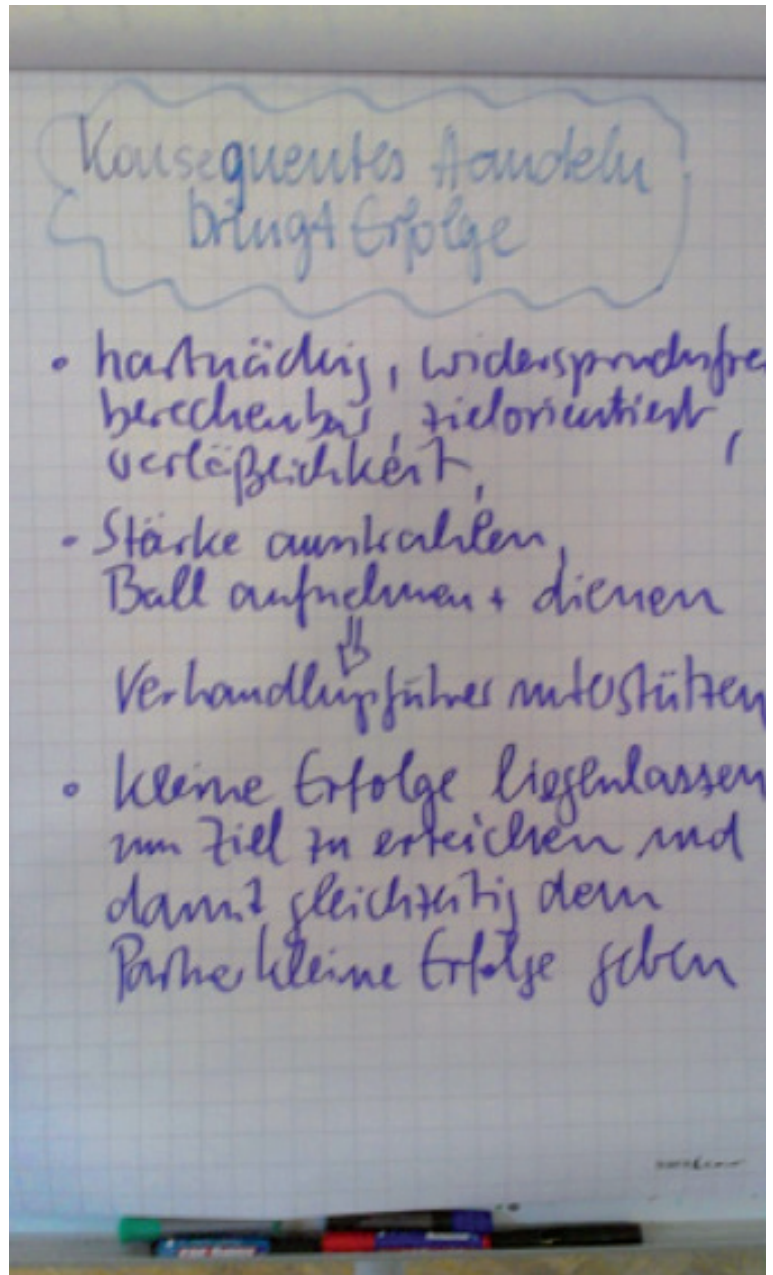 Konsequentes Handeln
bringt Erfolge
• hartnäckig, widerspruchsfre
berechenbar, zielorientiert,
verläßlichkeit,
- Stärke ausstrahlen,
Ball aufnehmen + dienen
⇓
Verhandlungsführer unterstützen
• kleine Erfolge liegenlassen
um Ziel zu erreichen und
damit gleichzeitig dem
Partner kleine Erfolge geben